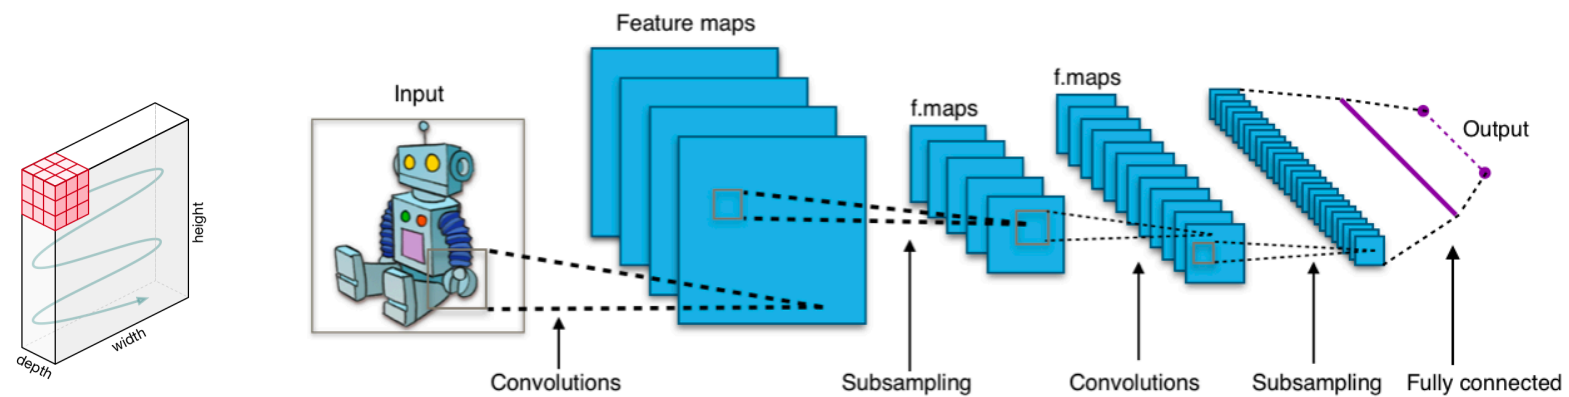 depth
width
height
Input
Feature maps
f.maps
f.maps
Output
Convolutions
Subsampling
Convolutions
Subsampling
Fully connected